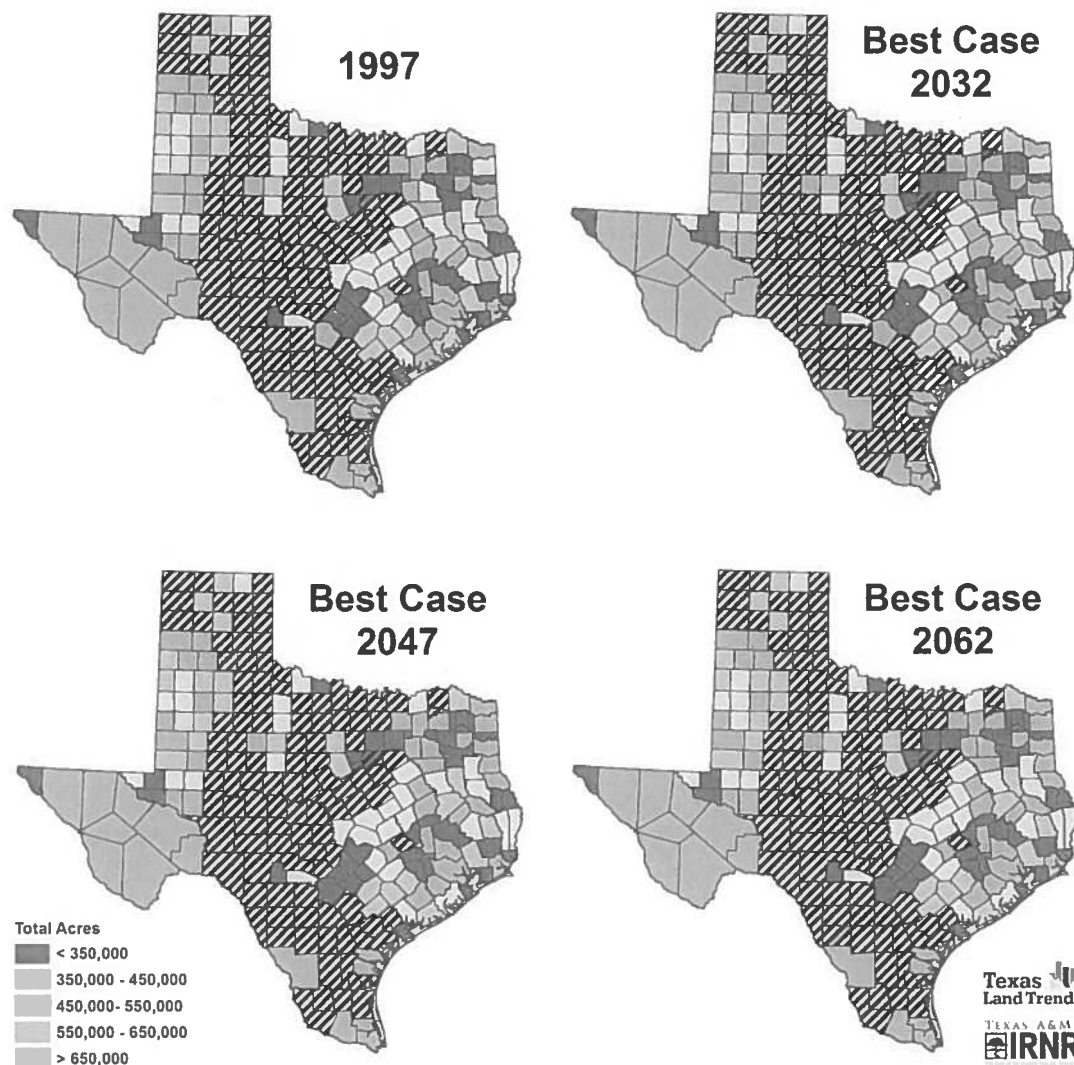 1997
Best Case
2032
Best Case
2047
Best Case
2062
Total Acres
< 350,000
350,000 - 450,000
450,000- 550,000
550,000 - 650,000
> 650,000
Texas
Land Trend
TEXAS A&M
IRNR